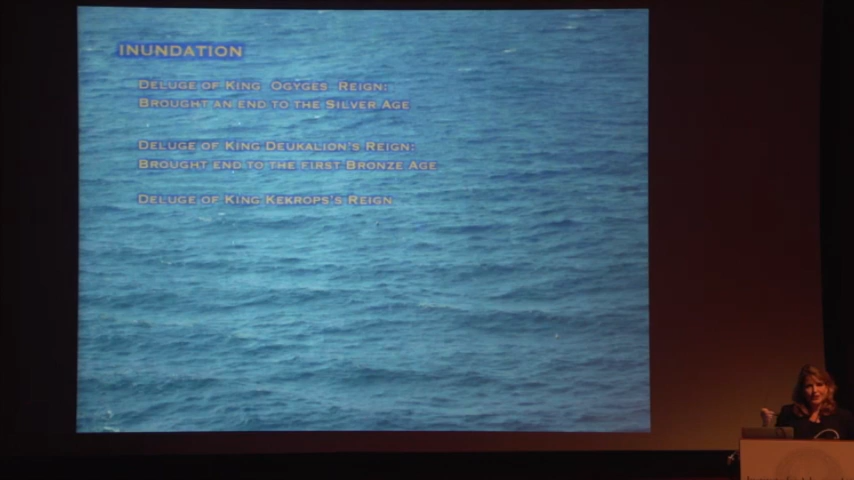 INUNDATION
DELUGE OF KING OGYGES REIGN:
BROUGHT AN END TO THE SILVER AGE
DELUGE OF KING DEUKALION'S REIGN:
BROUGHT END TO THE FIRST BRONZE AGE
DELUGE OF KING KEKROPS'S REIGN